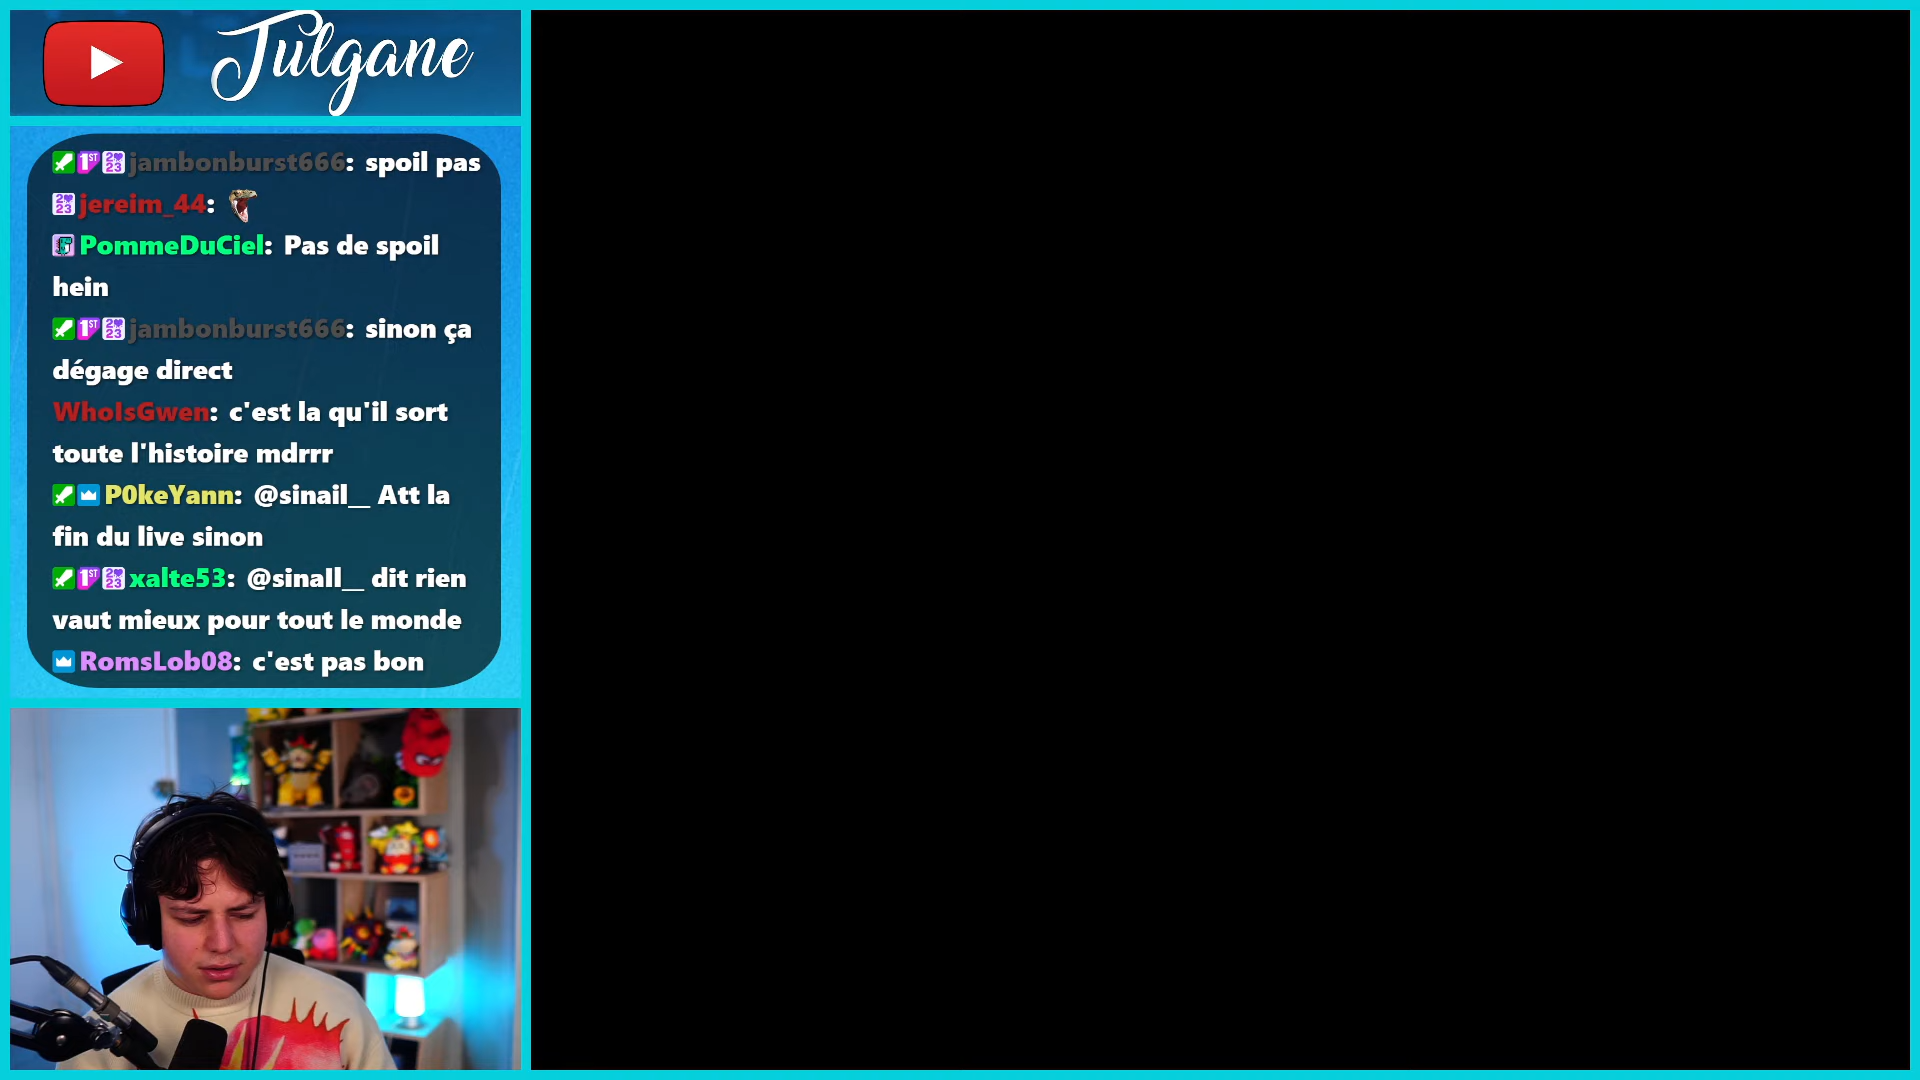 Julgane
jambonburst666: spoil pas
jereim_44:
PommeDuCiel: Pas de spoil
hein
jambonburst666: sinon ça
dégage direct
WhoIsGwen: c'est la qu'il sort
toute l'histoire mdrrr
P0keYann: @sinail__ Att la
fin du live sinon
xalte53: @sinall__ dit rien
vaut mieux pour tout le monde
RomsLob08: c'est pas bon